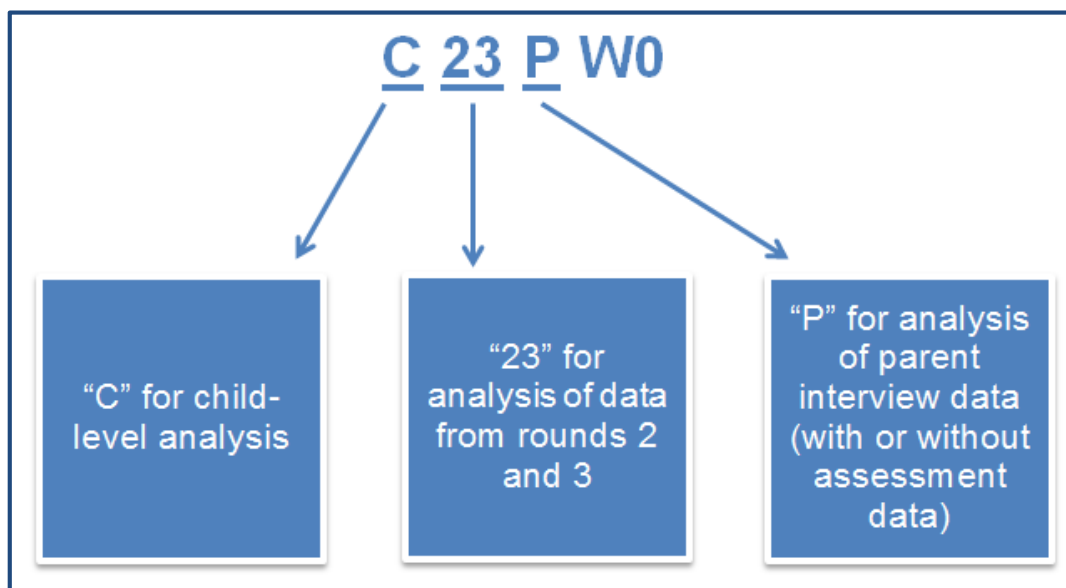 C 23 P W0
“C” for child-
level analysis
“23” for
analysis of data
from rounds 2
and 3
“P” for analysis
of parent
interview data
(with or without
assessment
data)